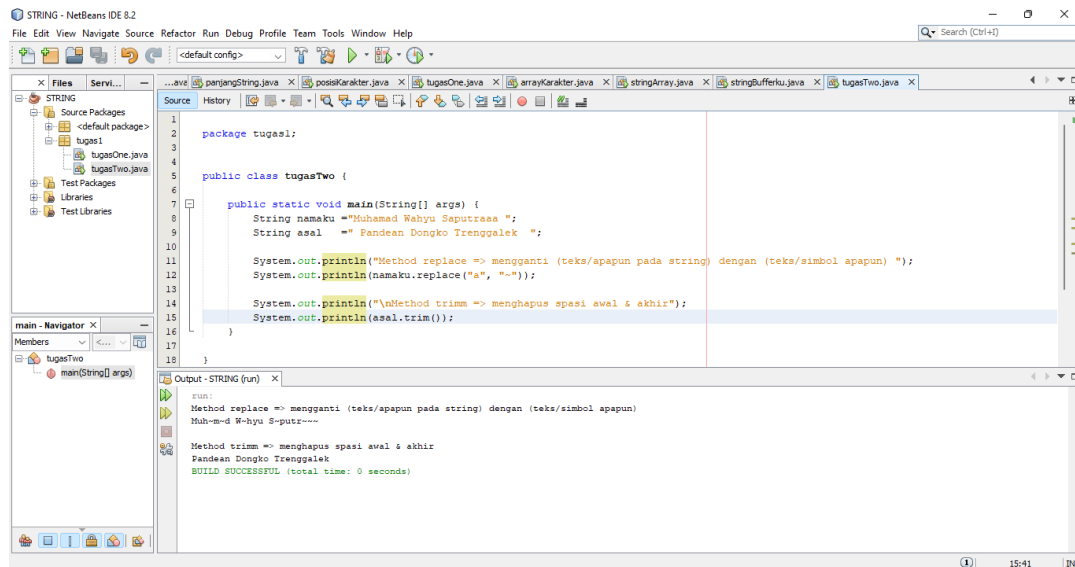 STRING - NetBeans IDE 8.2
File Edit View Navigate Source Refactor Run Debug Profile Team Tools Window Help
Search (Ctrl+I)
<default config>
Files Servi...
...ava panjangString.java posisiKarakter.java tugasOne.java arrayKarakter.java stringArray.java stringBufferku.java tugasTwo.java
STRING
Source Packages
<default package>
tugas1
tugasOne.java
tugasTwo.java
Test Packages
Libraries
Test Libraries
Source History
1
2 package tugas1;
3
4
5 public class tugasTwo {
6
7 public static void main(String[] args) {
8 String namaku ="Muhamad Wahyu Saputraaa ";
9 String asal =" Pandean Dongko Trenggalek ";
10
11 System.out.println("Method replace => mengganti (teks/apapun pada string) dengan (teks/simbol apapun) ");
12 System.out.println(namaku.replace("a", "~"));
13
14 System.out.println("\nMethod trimm => menghapus spasi awal & akhir");
15 System.out.println(asal.trim());
16 }
17
18 }
main - Navigator
Members <...
tugasTwo
main(String[] args)
Output - STRING (run)
run:
Method replace => mengganti (teks/apapun pada string) dengan (teks/simbol apapun)
Muh~m~d W~hyu S~putr~~~
Method trimm => menghapus spasi awal & akhir
Pandean Dongko Trenggalek
BUILD SUCCESSFUL (total time: 0 seconds)
1 15:41 IN